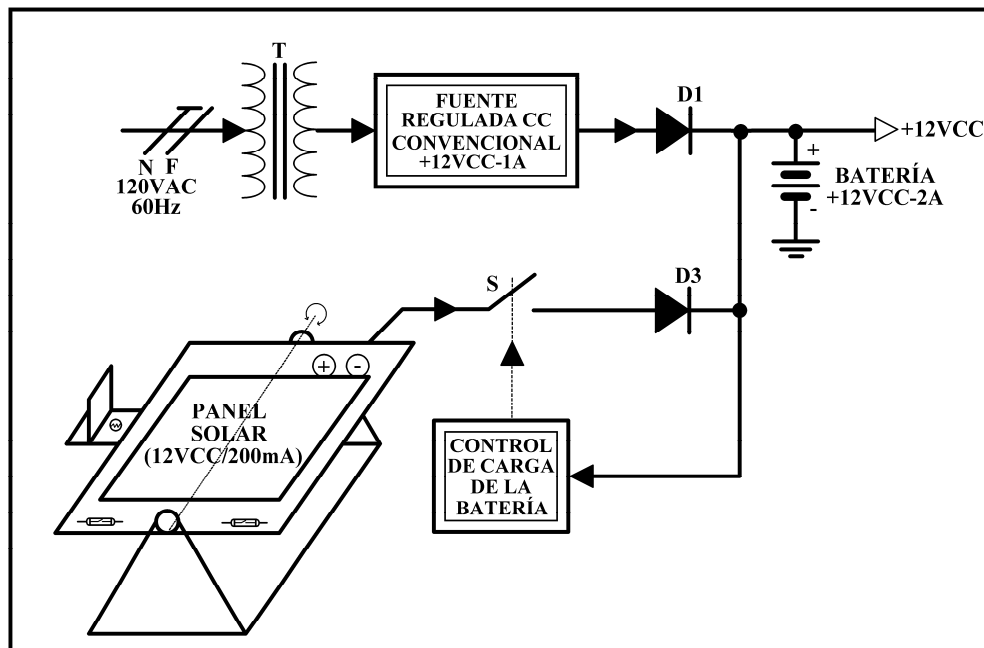 T
FUENTE
REGULADA CC
CONVENCIONAL
+12VCC-1A
D1
+12VCC
N F
120VAC
60Hz
+
BATERÍA
+12VCC-2A
-
S
D3
+ -
PANEL
SOLAR
(12VCC/200mA)
CONTROL
DE CARGA
DE LA
BATERÍA